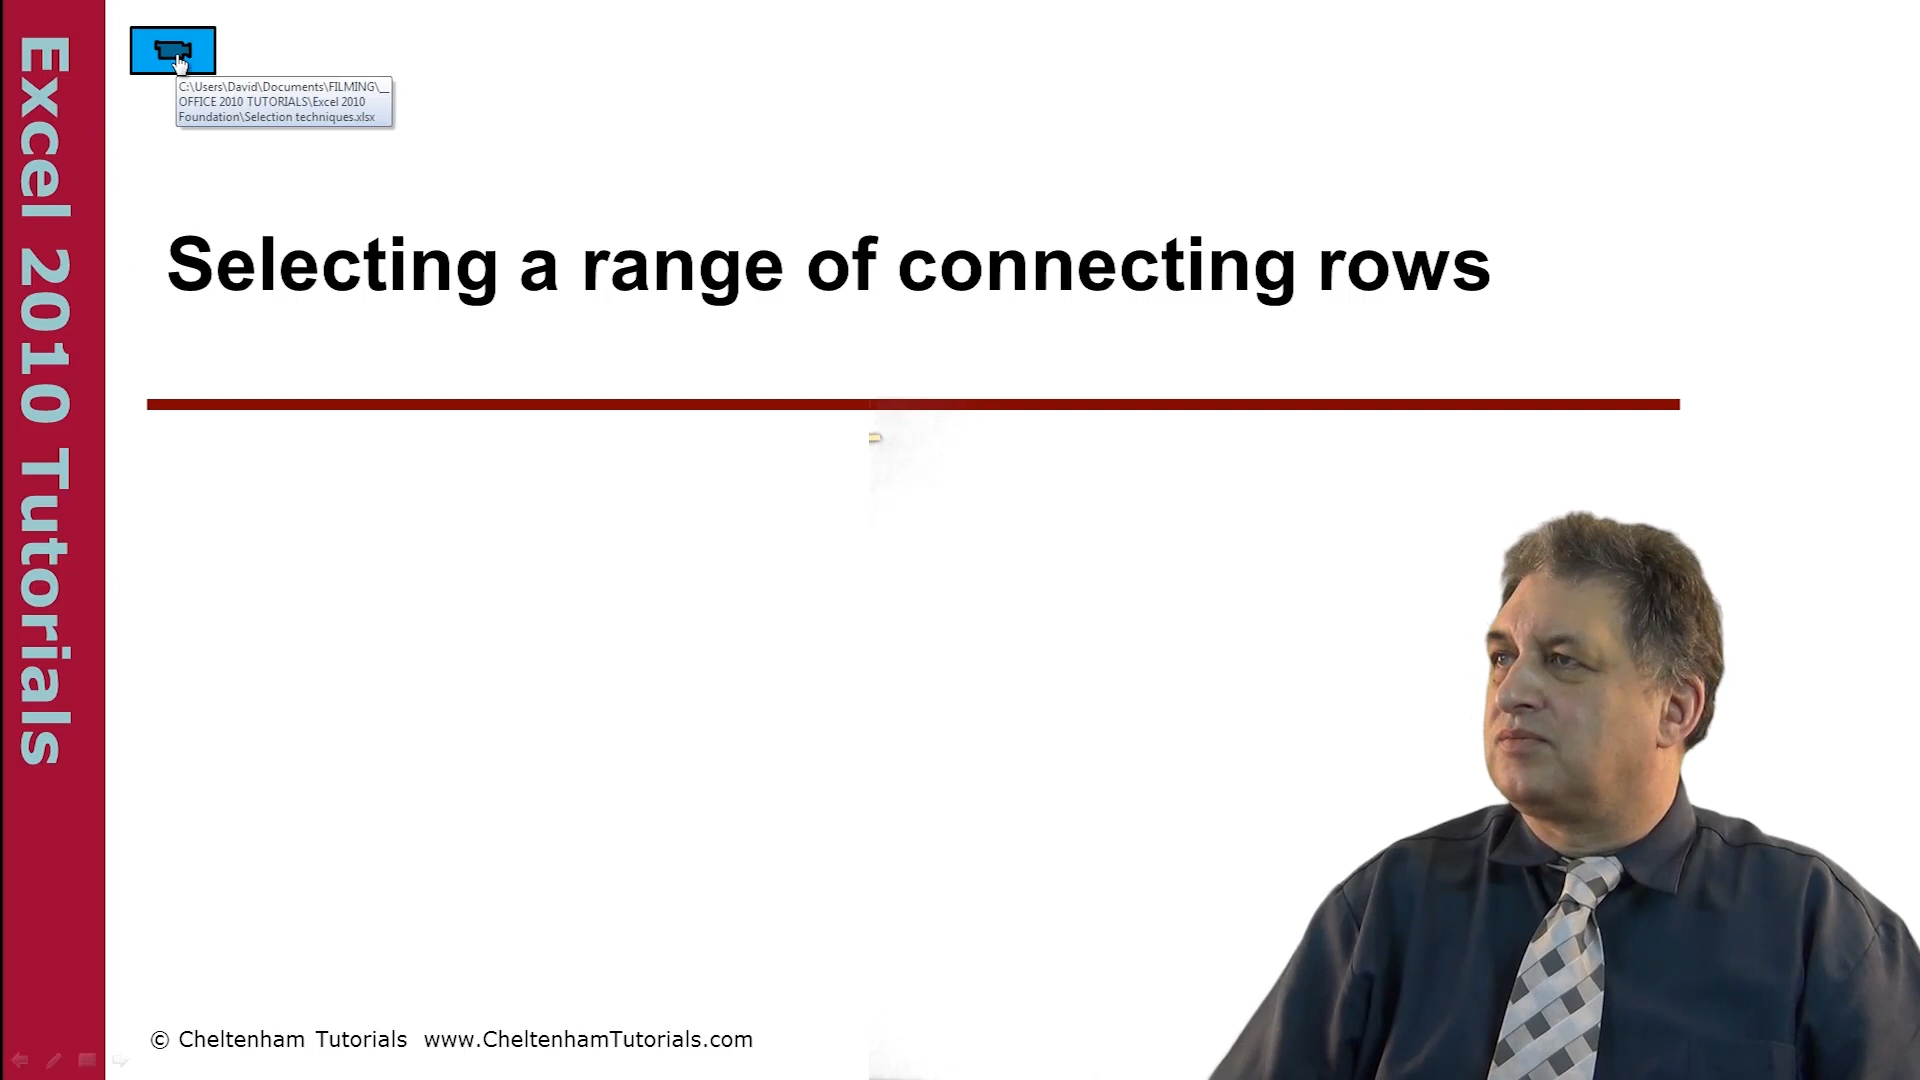 Excel 2010 Tutorials
C:\Users\David\Documents\FILMING\__
OFFICE 2010 TUTORIALS\Excel 2010
Foundation\Selection techniques.xlsx
Selecting a range of connecting rows
© Cheltenham Tutorials www.CheltenhamTutorials.com